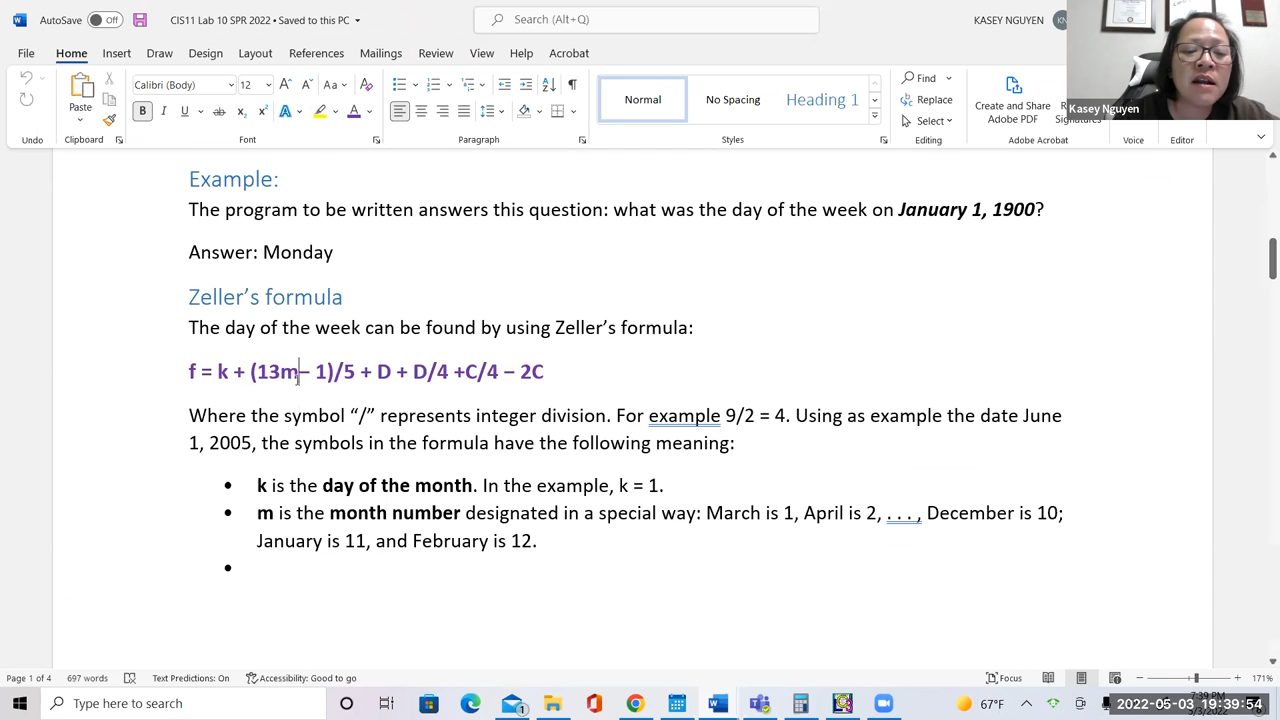 AutoSave Off CIS11 Lab 10 SPR 2022 • Saved to this PC Search (Alt+Q) KASEY NGUYEN KN
File Home Insert Draw Design Layout References Mailings Review View Help Acrobat
Paste Calibri (Body) 12 Aa Normal No Spacing Heading 1 Find Replace Select Create and Share Adobe PDF
Kasey Nguyen
Undo Clipboard Font Paragraph Styles Editing Adobe Acrobat Voice Editor
Example:
The program to be written answers this question: what was the day of the week on January 1, 1900?
Answer: Monday
Zeller’s formula
The day of the week can be found by using Zeller’s formula:
f = k + (13m– 1)/5 + D + D/4 +C/4 – 2C
Where the symbol “/” represents integer division. For example 9/2 = 4. Using as example the date June
1, 2005, the symbols in the formula have the following meaning:
• k is the day of the month. In the example, k = 1.
• m is the month number designated in a special way: March is 1, April is 2, . . . , December is 10;
January is 11, and February is 12.
•
Page 1 of 4 697 words Text Predictions: On Accessibility: Good to go Focus 171%
Type here to search 67°F 7:39 PM
5/3/2022
2022-05-03 19:39:54